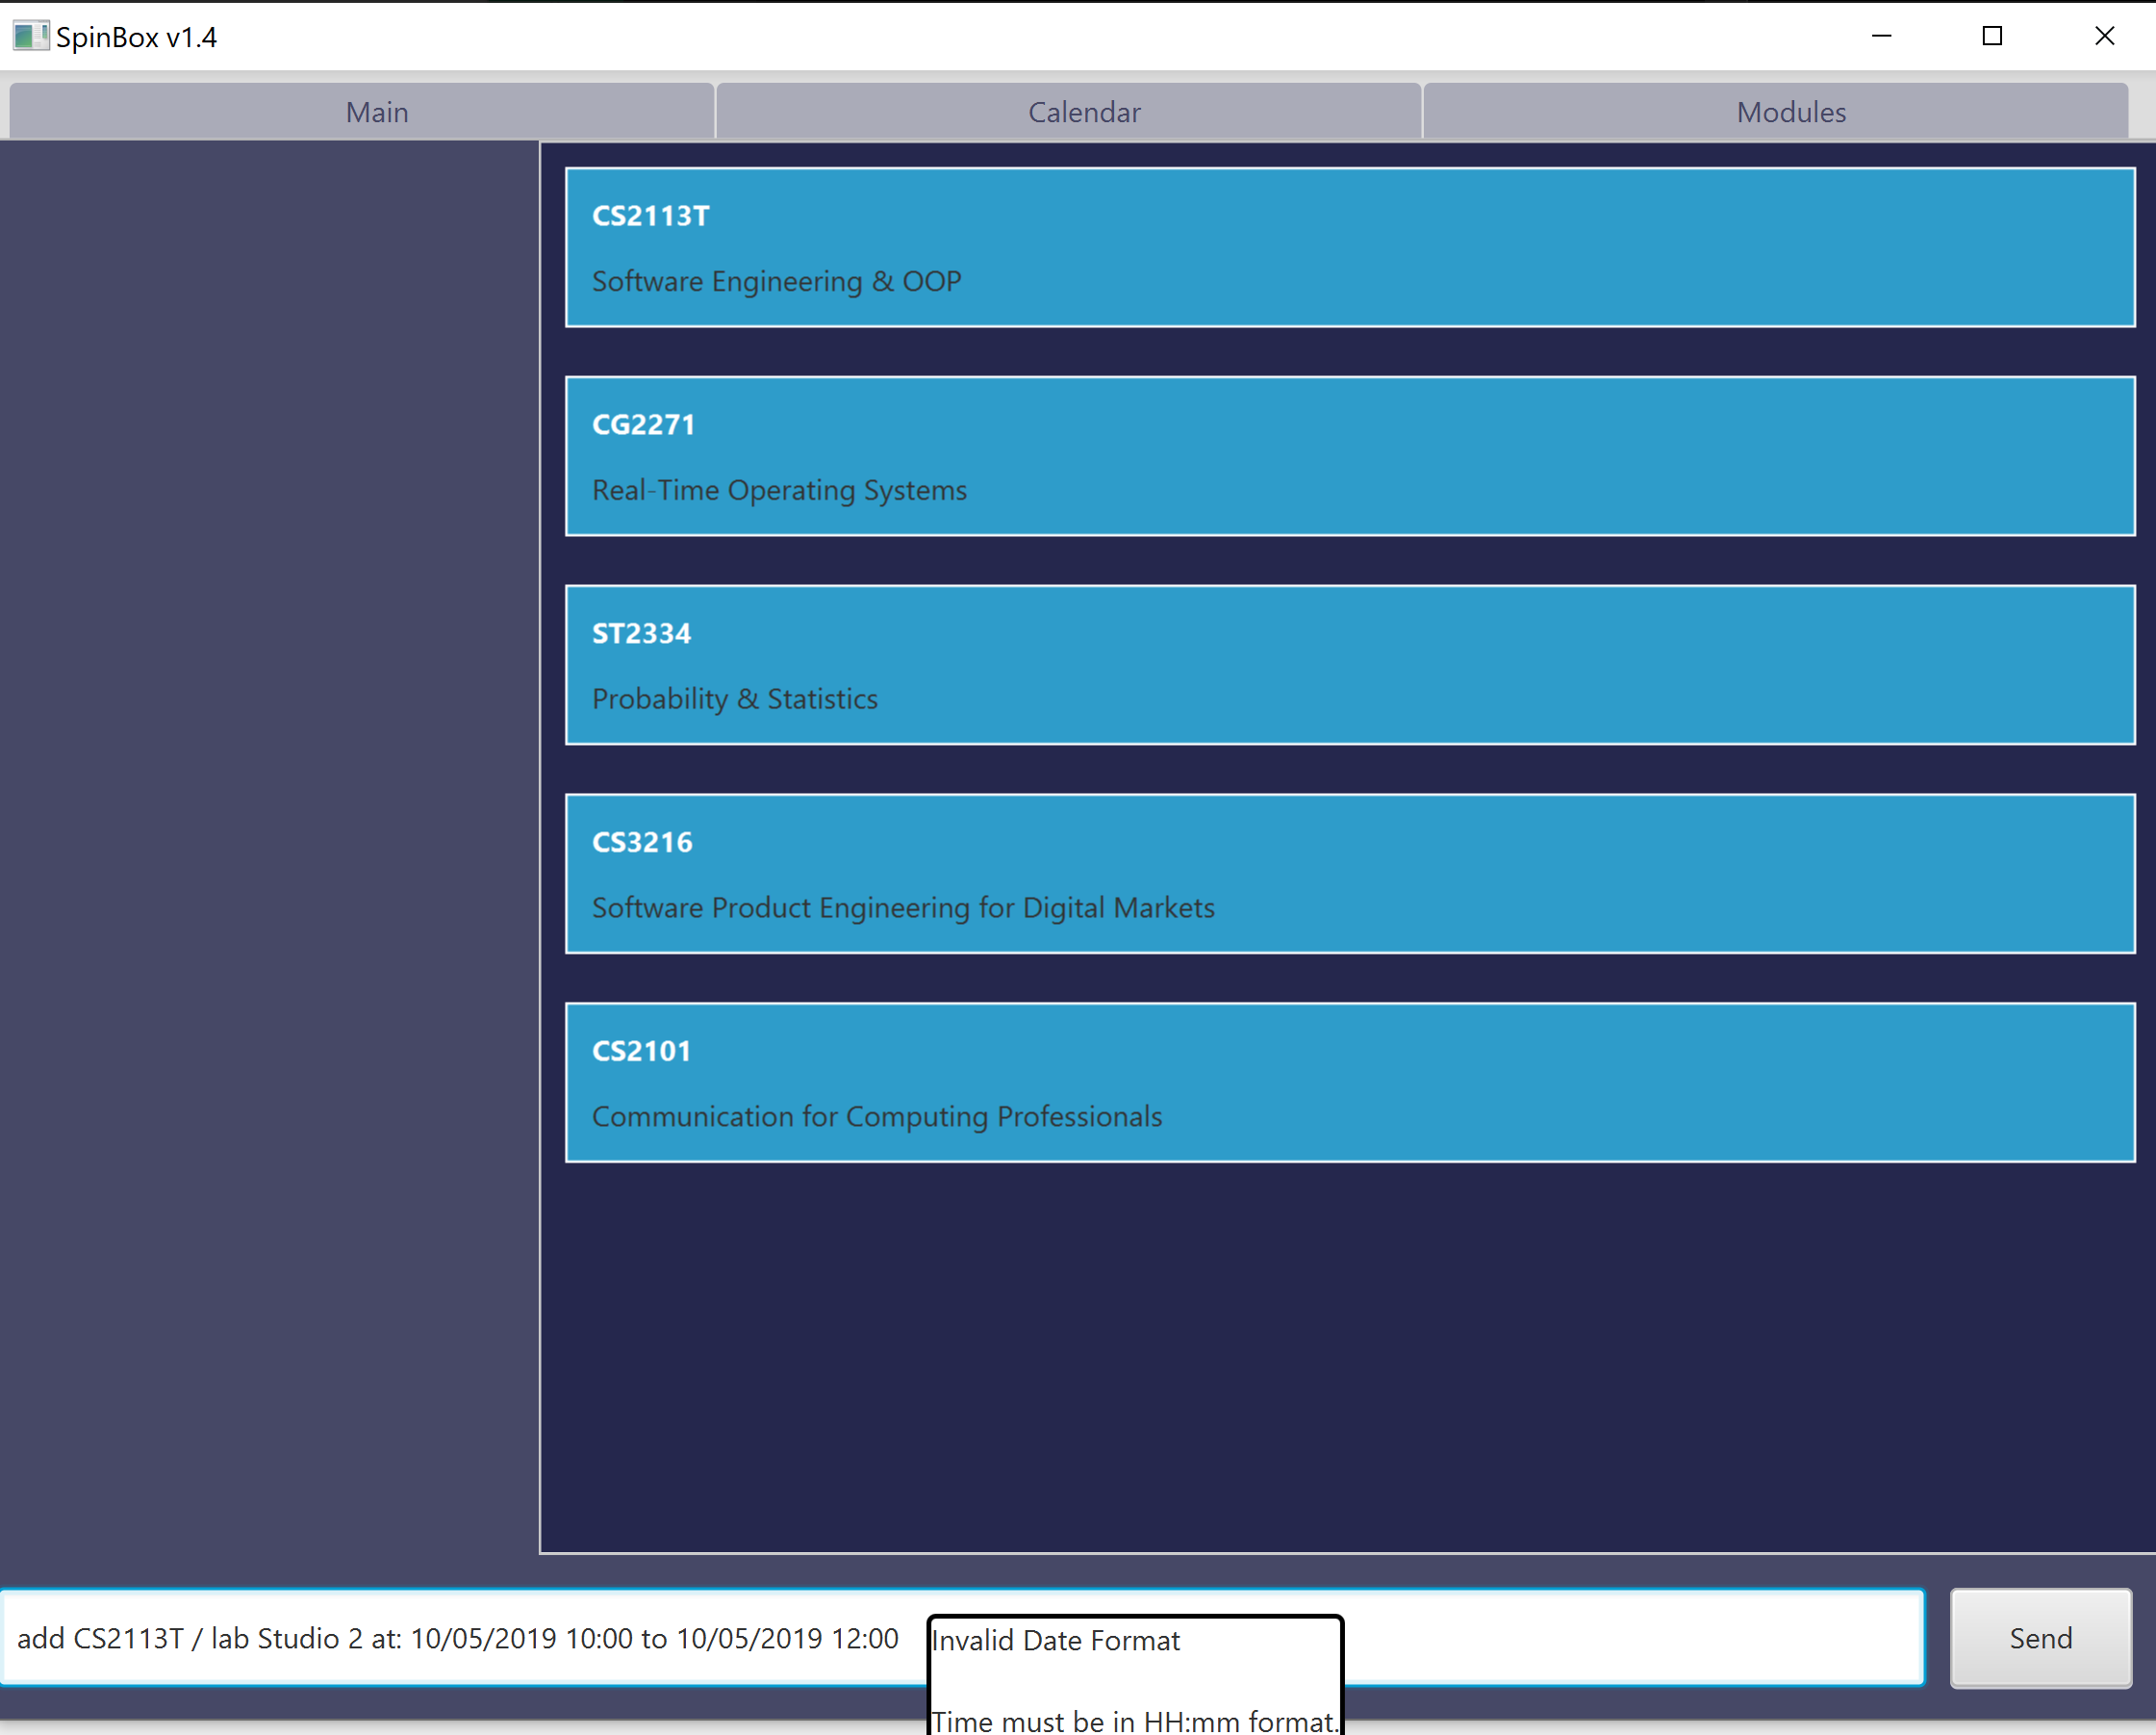 SpinBox v1.4
Main
Calendar
Modules
CS2113T
Software Engineering & OOP
CG2271
Real-Time Operating Systems
ST2334
Probability & Statistics
CS3216
Software Product Engineering for Digital Markets
CS2101
Communication for Computing Professionals
add CS2113T / lab Studio 2 at: 10/05/2019 10:00 to 10/05/2019 12:00
Invalid Date Format
Time must be in HH:mm format.
Send